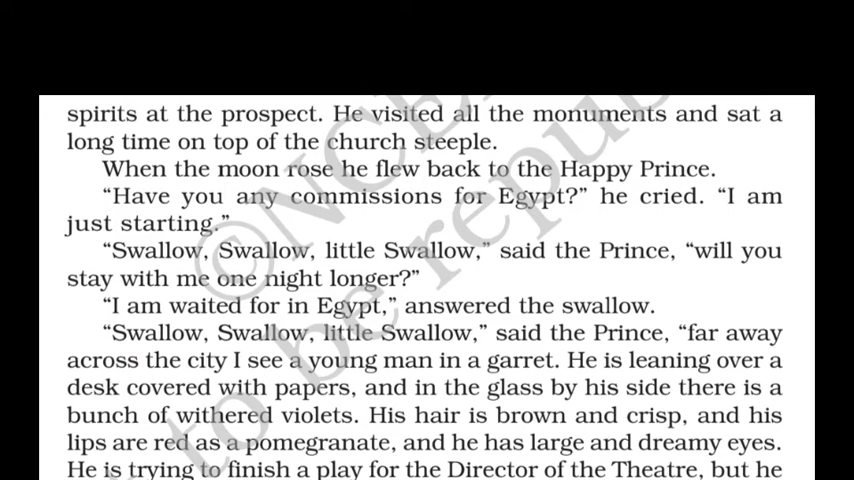 spirits at the prospect. He visited all the monuments and sat a
long time on top of the church steeple.
When the moon rose he flew back to the Happy Prince.
“Have you any commissions for Egypt?” he cried. “I am
just starting.”
“Swallow, Swallow, little Swallow,” said the Prince, “will you
stay with me one night longer?”
“I am waited for in Egypt,” answered the swallow.
“Swallow, Swallow, little Swallow,” said the Prince, “far away
across the city I see a young man in a garret. He is leaning over a
desk covered with papers, and in the glass by his side there is a
bunch of withered violets. His hair is brown and crisp, and his
lips are red as a pomegranate, and he has large and dreamy eyes.
He is trying to finish a play for the Director of the Theatre, but he